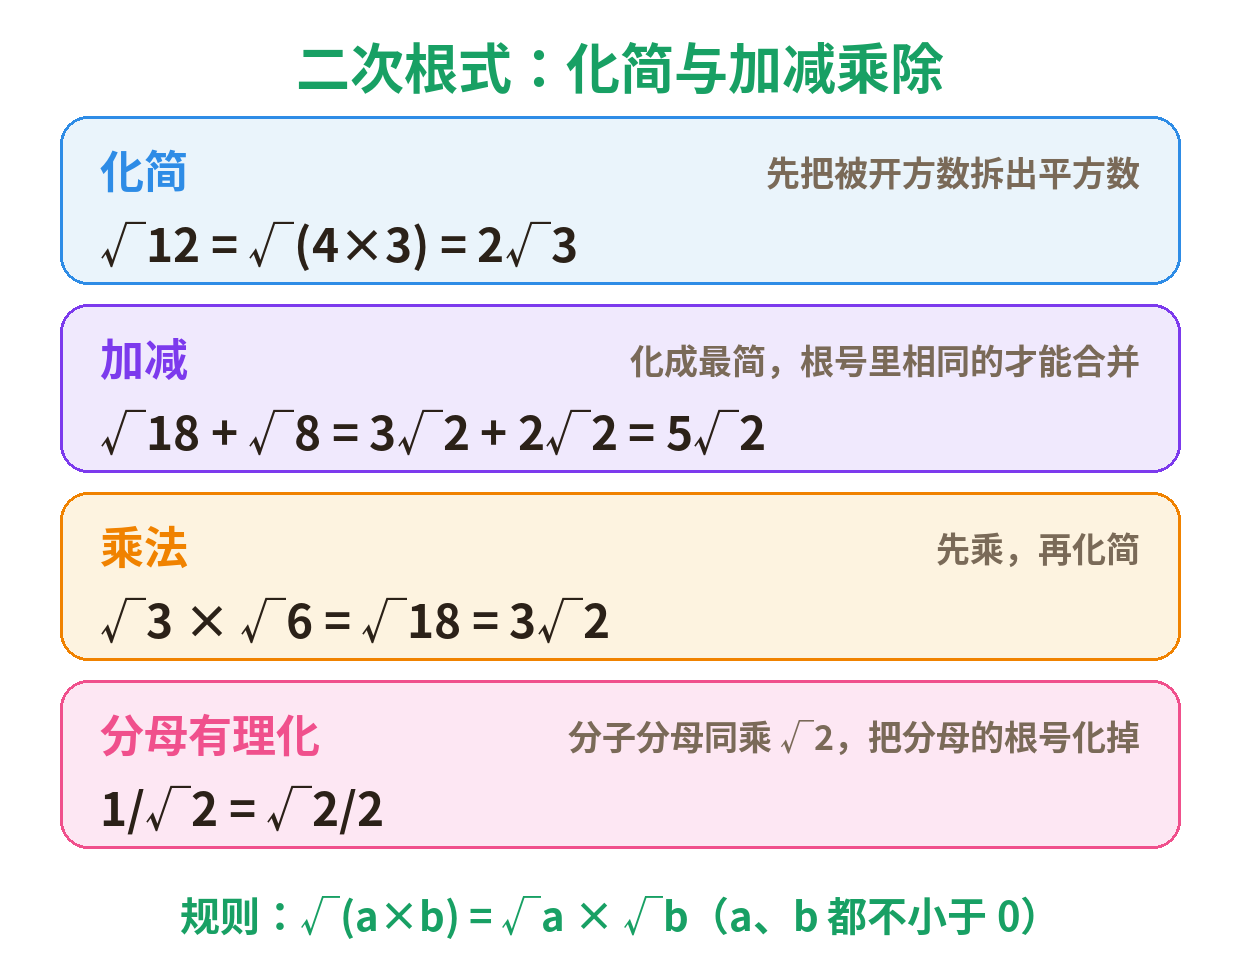 二次根式：化简与加减乘除
化简 先把被开方数拆出平方数
√12 = √(4×3) = 2√3
加减 化成最简，根号里相同的才能合并
√18 + √8 = 3√2 + 2√2 = 5√2
乘法 先乘，再化简
√3 × √6 = √18 = 3√2
分母有理化 分子分母同乘 √2，把分母的根号化掉
1/√2 = √2/2
规则：√(a×b) = √a × √b（a、b 都不小于 0）